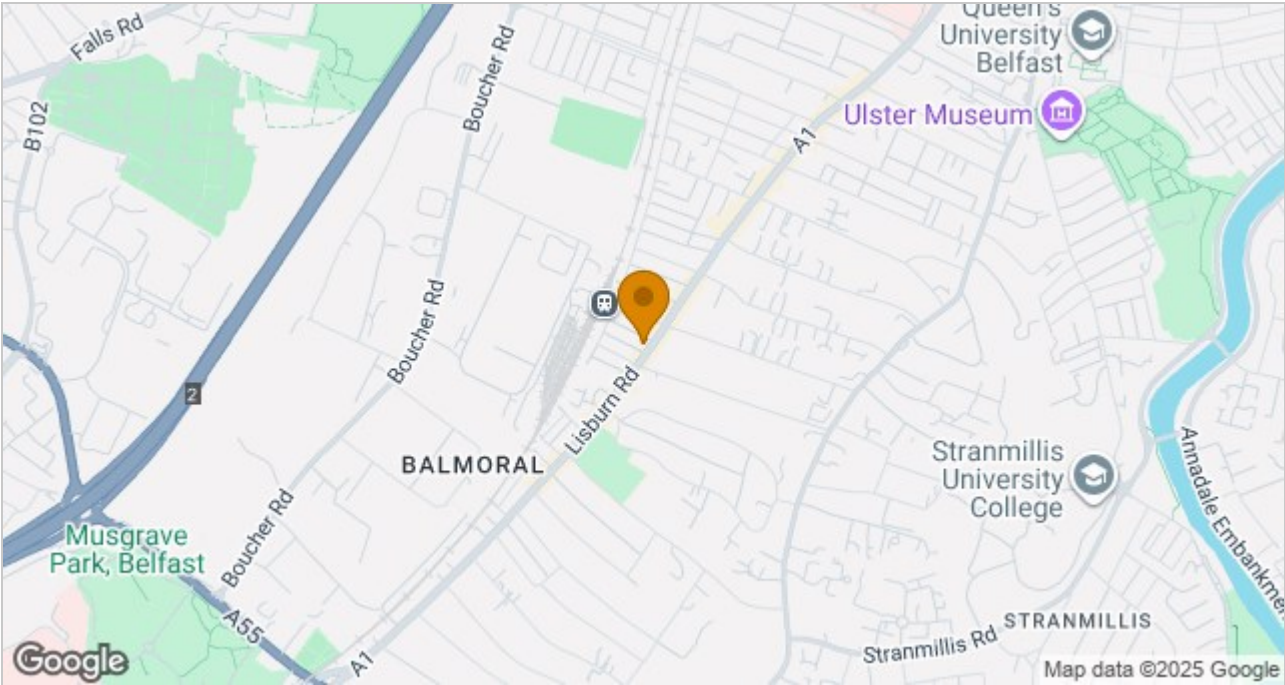 Falls Rd
B102
Boucher Rd
Queen's
University
Belfast
Ulster Museum
A1
Boucher Rd
2
Lisburn Rd
BALMORAL
Stranmillis
University
College
Annadale Embankme
Boucher Rd
Musgrave
Park, Belfast
A55
A1
STRANMILLIS
Stranmillis Rd
Google
Map data ©2025 Google